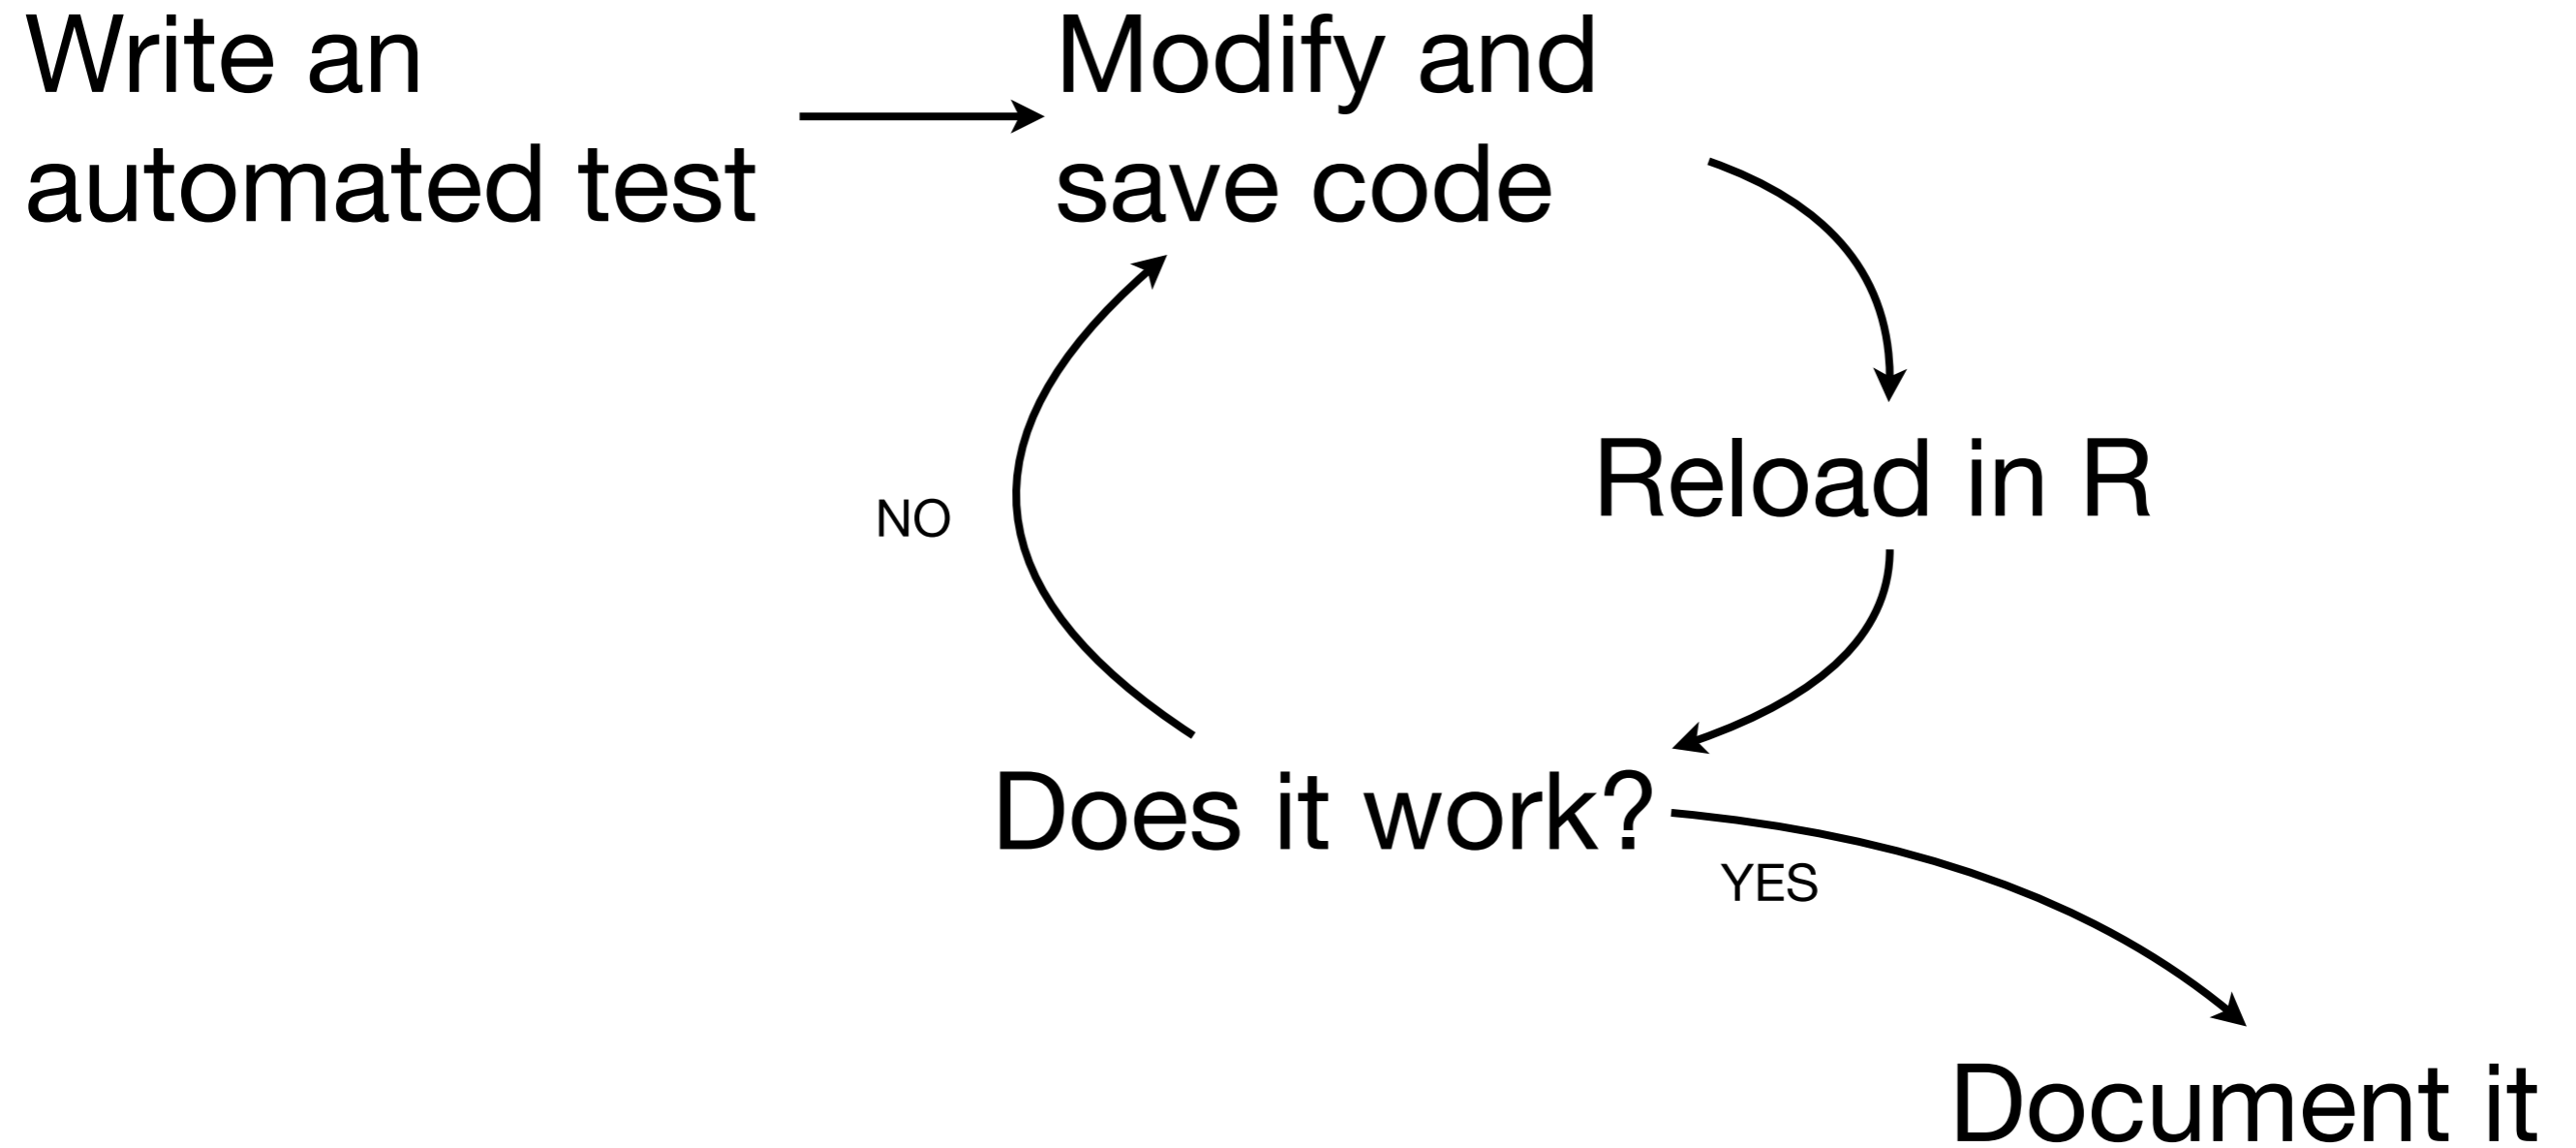 Write an
automated test
Modify and
save code
Reload in R
NO
Does it work?
YES
Document it